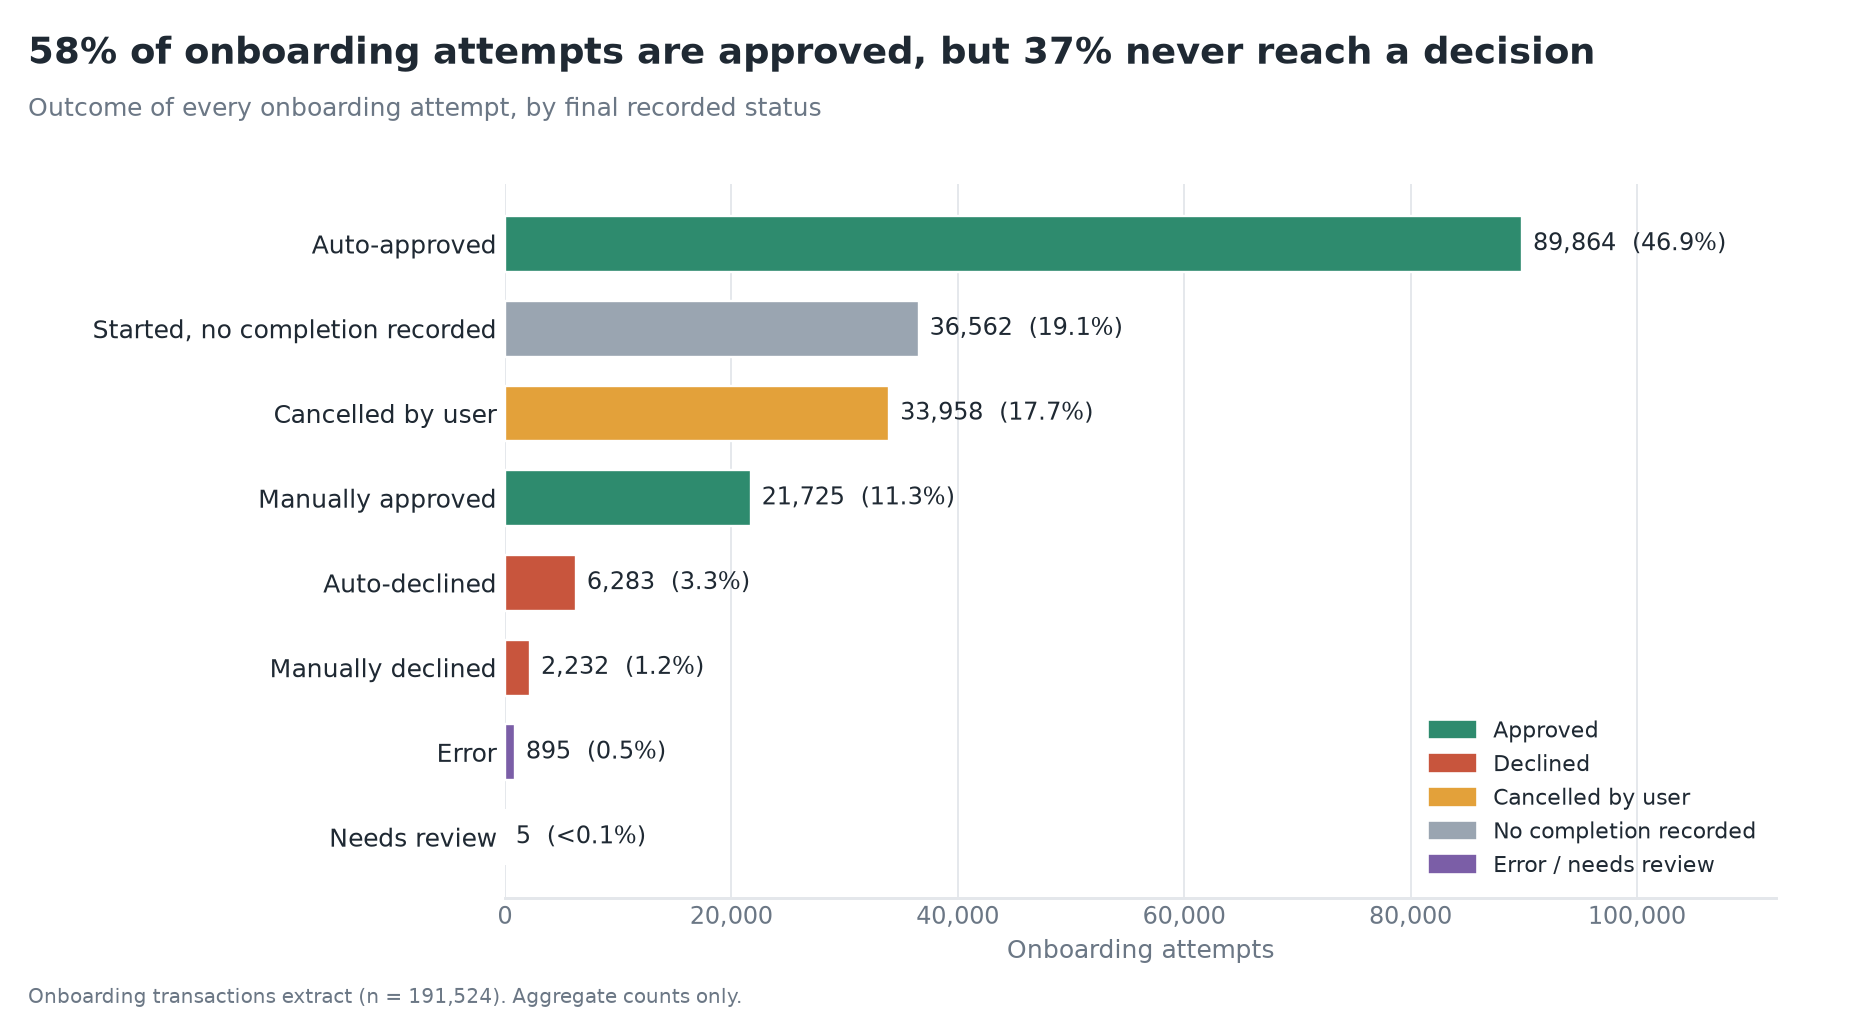 58% of onboarding attempts are approved, but 37% never reach a decision
Outcome of every onboarding attempt, by final recorded status
Auto-approved 89,864 (46.9%)
Started, no completion recorded 36,562 (19.1%)
Cancelled by user 33,958 (17.7%)
Manually approved 21,725 (11.3%)
Auto-declined 6,283 (3.3%)
Manually declined 2,232 (1.2%)
Error 895 (0.5%)
Needs review 5 (<0.1%)
Approved
Declined
Cancelled by user
No completion recorded
Error / needs review
0 20,000 40,000 60,000 80,000 100,000
Onboarding attempts
Onboarding transactions extract (n = 191,524). Aggregate counts only.